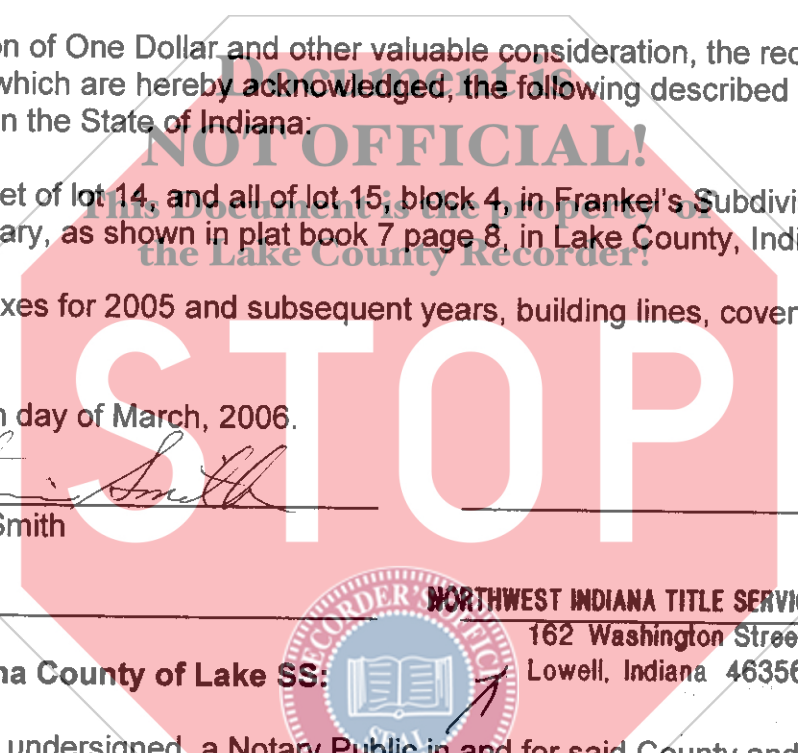 on of One Dollar and other valuable consideration, the rec
Document is
which are hereby acknowledged, the following described
n the State of Indiana:
NOT OFFICIAL!
et of lot 14, and all of lot 15, block 4, in Frankel's Subdivi
This Document is the property of
ary, as shown in plat book 7 page 8, in Lake County, Indi
the Lake County Recorder!
xes for 2005 and subsequent years, building lines, cover
STOP
day of March, 2006.
Smith
Smith
NORTHWEST INDIANA TITLE SERVIC
162 Washington Stree
Lowell, Indiana 46356
na County of Lake SS:
RECORDER'S OFFICE
SEAL
undersigned, a Notary Public in and for said County and